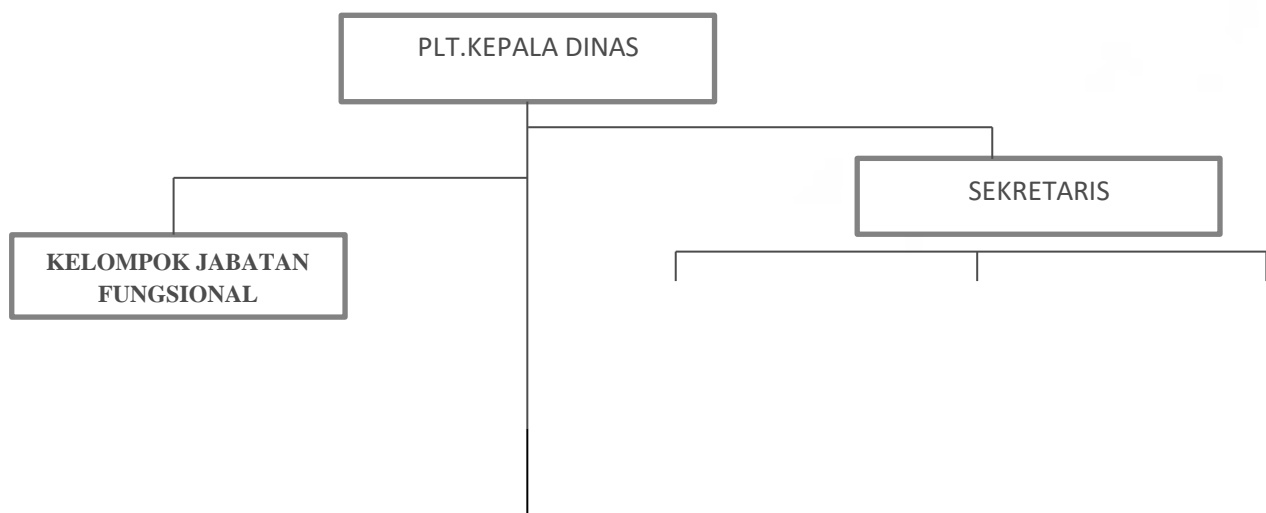 PLT.KEPALA DINAS
SEKRETARIS
KELOMPOK JABATAN
FUNGSIONAL